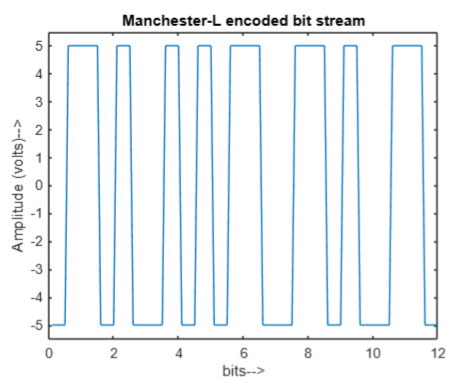 Manchester-L encoded bit stream
Amplitude (volts)-->
5
4
3
2
1
0
-1
-2
-3
-4
-5
0 2 4 6 8 10 12
bits-->